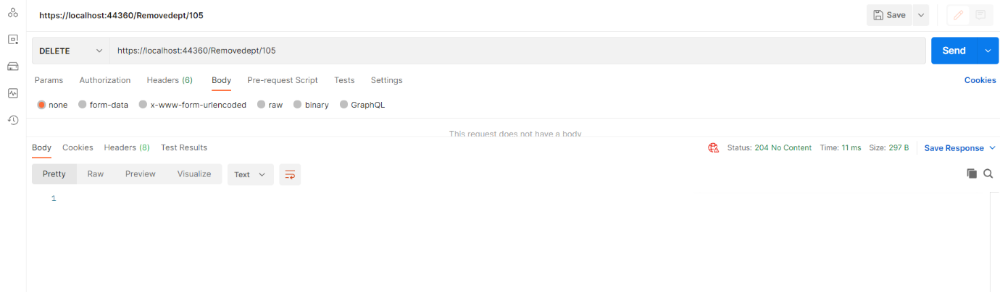 https://localhost:44360/Removedept/105
Save
DELETE
https://localhost:44360/Removedept/105
Send
Params Authorization Headers (6) Body Pre-request Script Tests Settings Cookies
none form-data x-www-form-urlencoded raw binary GraphQL
This request does not have a body
Body Cookies Headers (8) Test Results Status: 204 No Content Time: 11 ms Size: 297 B Save Response
Pretty Raw Preview Visualize Text
1